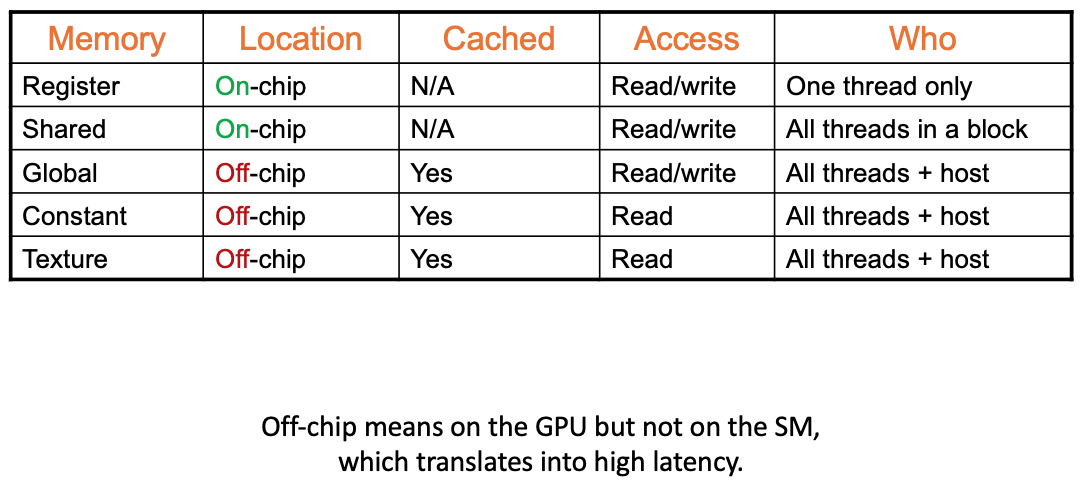 Memory Location Cached Access Who
Register On-chip N/A Read/write One thread only
Shared On-chip N/A Read/write All threads in a block
Global Off-chip Yes Read/write All threads + host
Constant Off-chip Yes Read All threads + host
Texture Off-chip Yes Read All threads + host
Off-chip means on the GPU but not on the SM,
which translates into high latency.